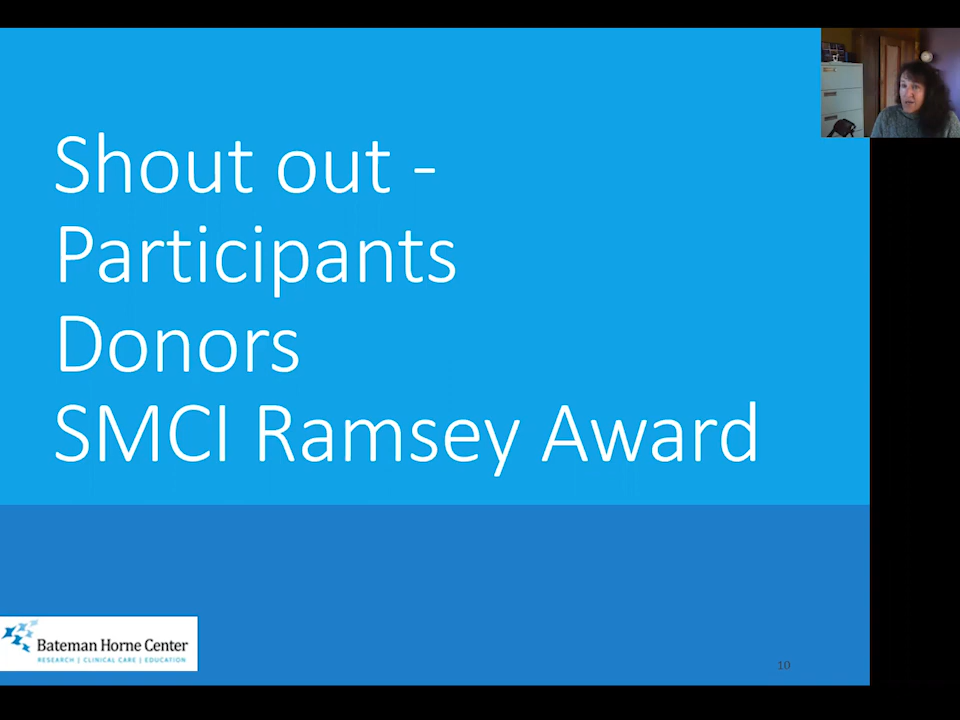 Shout out -
Participants
Donors
SMCI Ramsey Award
Bateman Horne Center
RESEARCH | CLINICAL CARE | EDUCATION
10